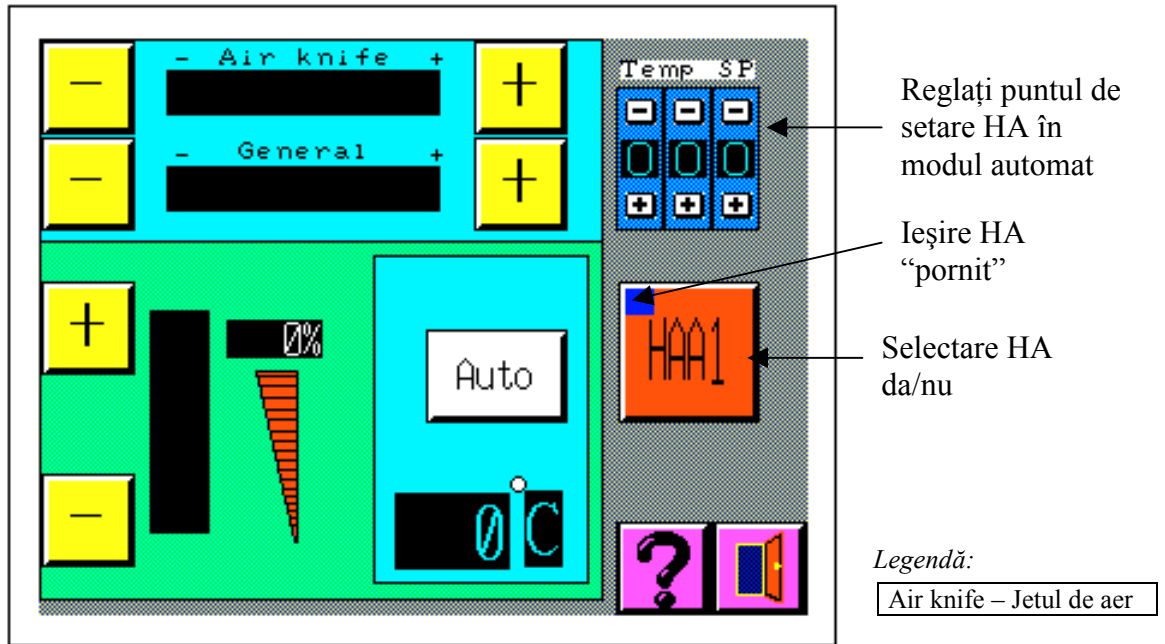 - Air knife +
- General +
Temp SP
- - -
0 0 0
+ + +
0%
Auto
0°C
HAA1
?
Reglați puntul de
setare HA în
modul automat
Ieşire HA
“pornit”
Selectare HA
da/nu
Legendă:
Air knife – Jetul de aer